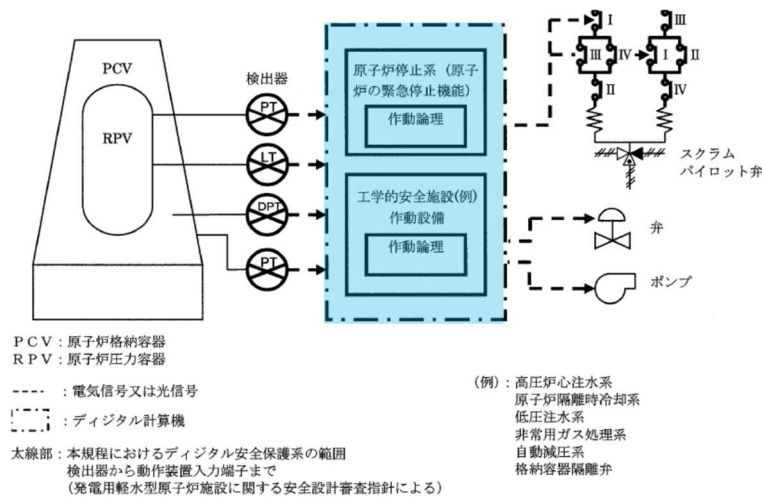 PCV
RPV
検出器
PT
LT
DPT
PT
原子炉停止系（原子
炉の緊急停止機能）
作動論理
工学的安全施設(例)
作動設備
作動論理
I
III
III
IV
I
II
II
IV
スクラム
パイロット弁
弁
ポンプ
PCV：原子炉格納容器
RPV：原子炉圧力容器
：電気信号又は光信号
：ディジタル計算機
太線部：本規程におけるディジタル安全保護系の範囲
検出器から動作装置入力端子まで
（発電用軽水型原子炉施設に関する安全設計審査指針による）
（例）：高圧炉心注水系
原子炉隔離時冷却系
低圧注水系
非常用ガス処理系
自動減圧系
格納容器隔離弁